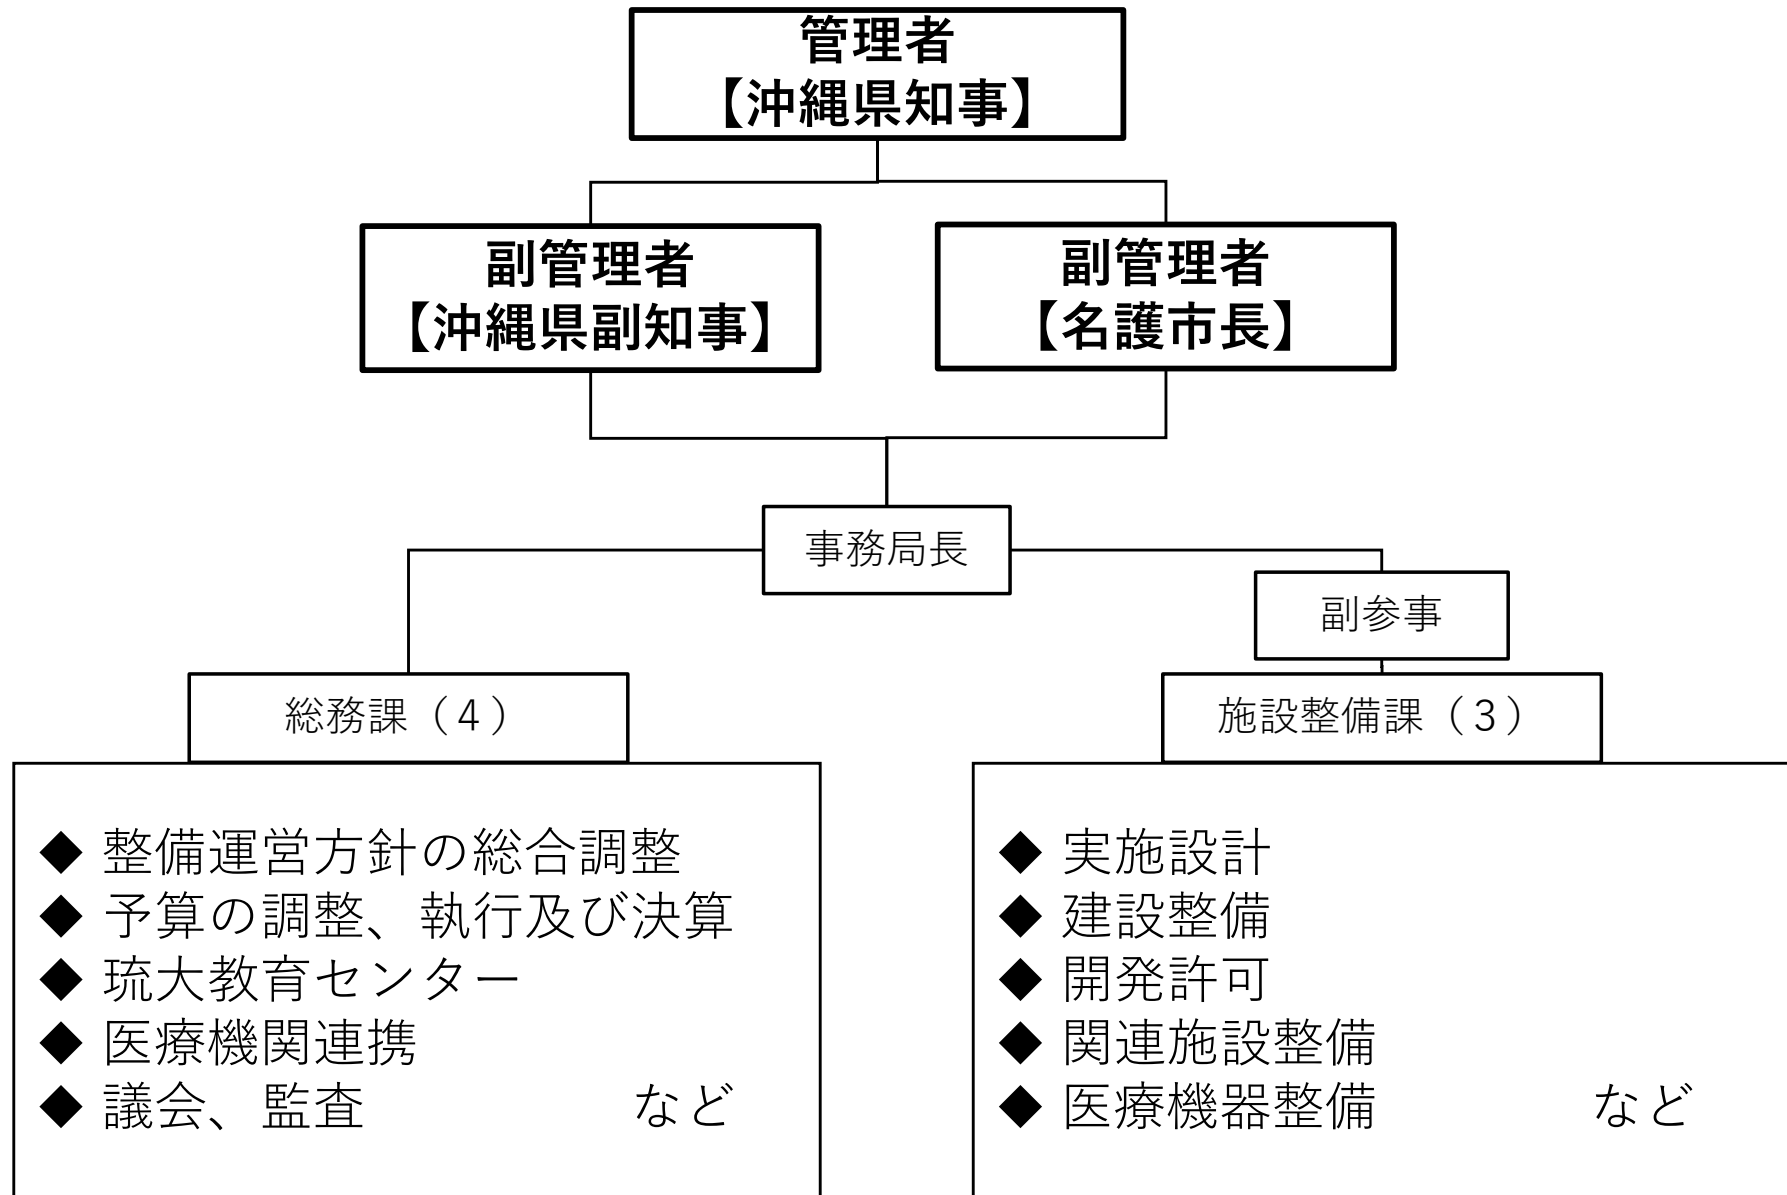 管理者
【沖縄県知事】
副管理者
【沖縄県副知事】
副管理者
【名護市長】
事務局長
副参事
総務課（4）
施設整備課（3）
◆ 整備運営方針の総合調整
◆ 予算の調整、執行及び決算
◆ 琉大教育センター
◆ 医療機関連携
◆ 議会、監査 など
◆ 実施設計
◆ 建設整備
◆ 開発許可
◆ 関連施設整備
◆ 医療機器整備 など